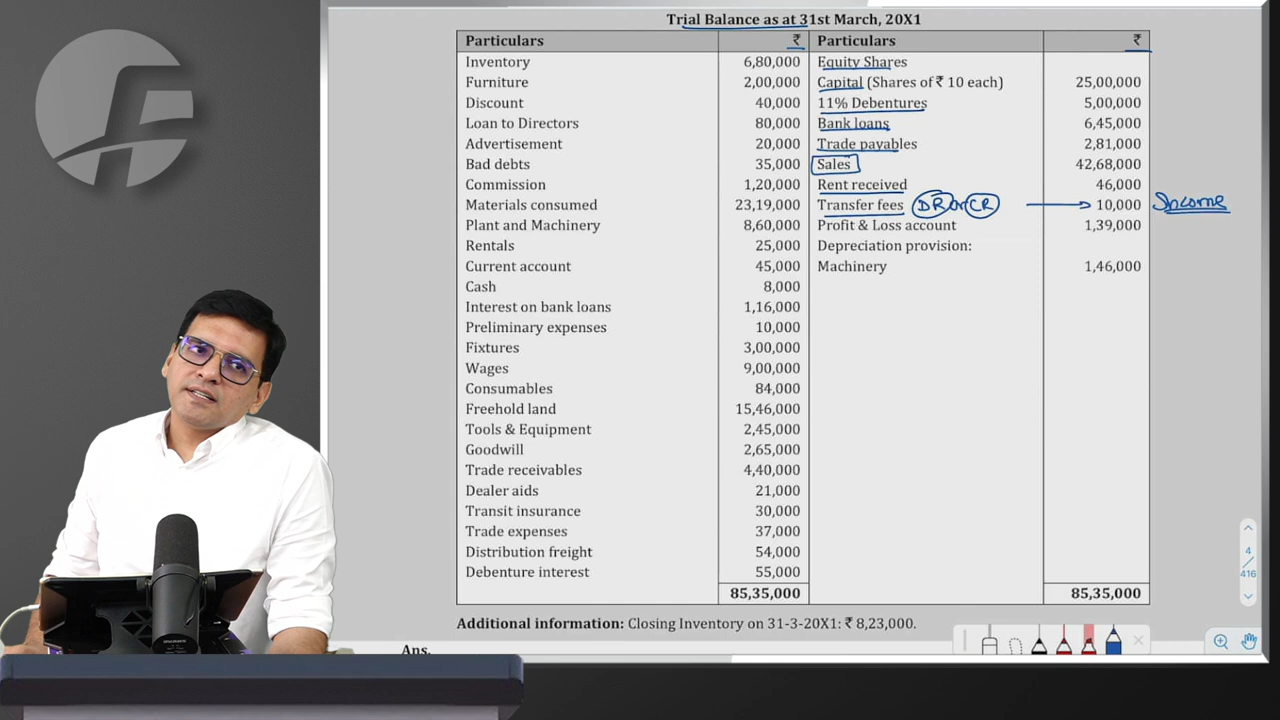 Trial Balance as at 31st March, 20X1
Particulars ₹ Particulars ₹
Inventory 6,80,000 Equity Shares
Furniture 2,00,000 Capital (Shares of ₹ 10 each) 25,00,000
Discount 40,000 11% Debentures 5,00,000
Loan to Directors 80,000 Bank loans 6,45,000
Advertisement 20,000 Trade payables 2,81,000
Bad debts 35,000 Sales 42,68,000
Commission 1,20,000 Rent received 46,000
Materials consumed 23,19,000 Transfer fees DR or CR 10,000 Income
Plant and Machinery 8,60,000 Profit & Loss account 1,39,000
Rentals 25,000 Depreciation provision:
Current account 45,000 Machinery 1,46,000
Cash 8,000
Interest on bank loans 1,16,000
Preliminary expenses 10,000
Fixtures 3,00,000
Wages 9,00,000
Consumables 84,000
Freehold land 15,46,000
Tools & Equipment 2,45,000
Goodwill 2,65,000
Trade receivables 4,40,000
Dealer aids 21,000
Transit insurance 30,000
Trade expenses 37,000
Distribution freight 54,000
Debenture interest 55,000
85,35,000 85,35,000
Additional information: Closing Inventory on 31-3-20X1: ₹ 8,23,000.
Ans.
4
/
416